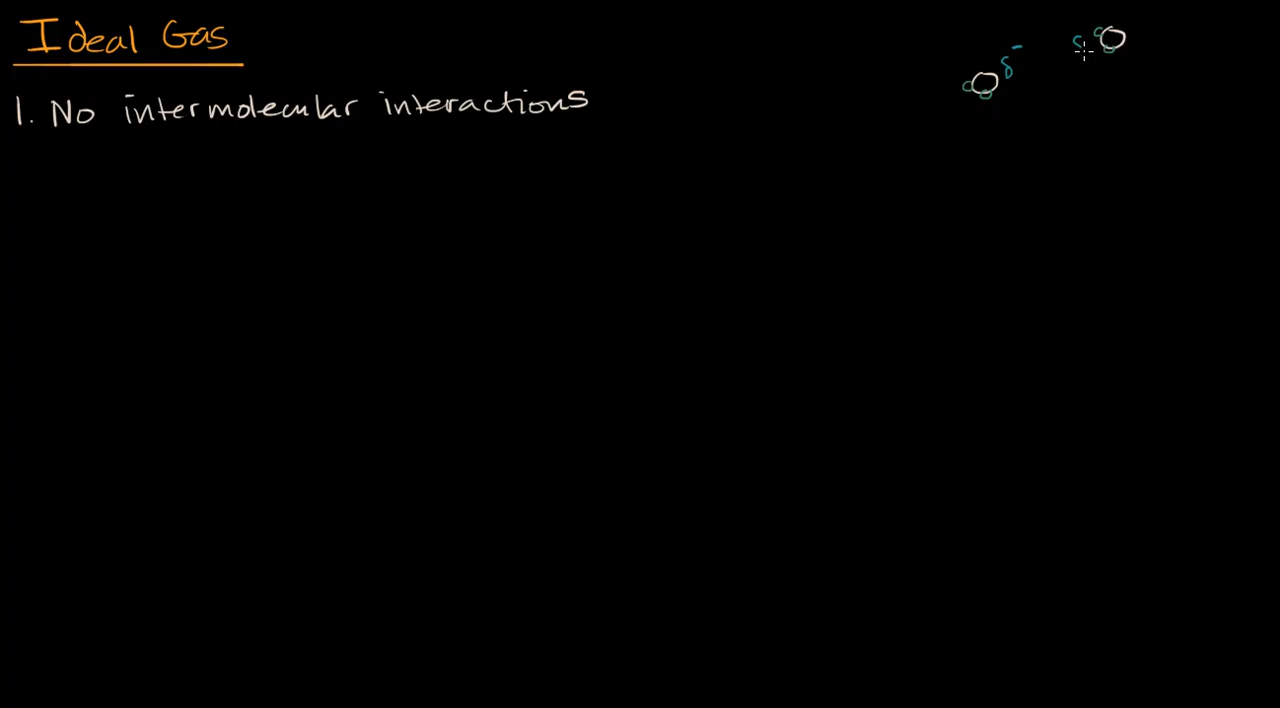 Ideal Gas
δ⁻
1. No intermolecular interactions